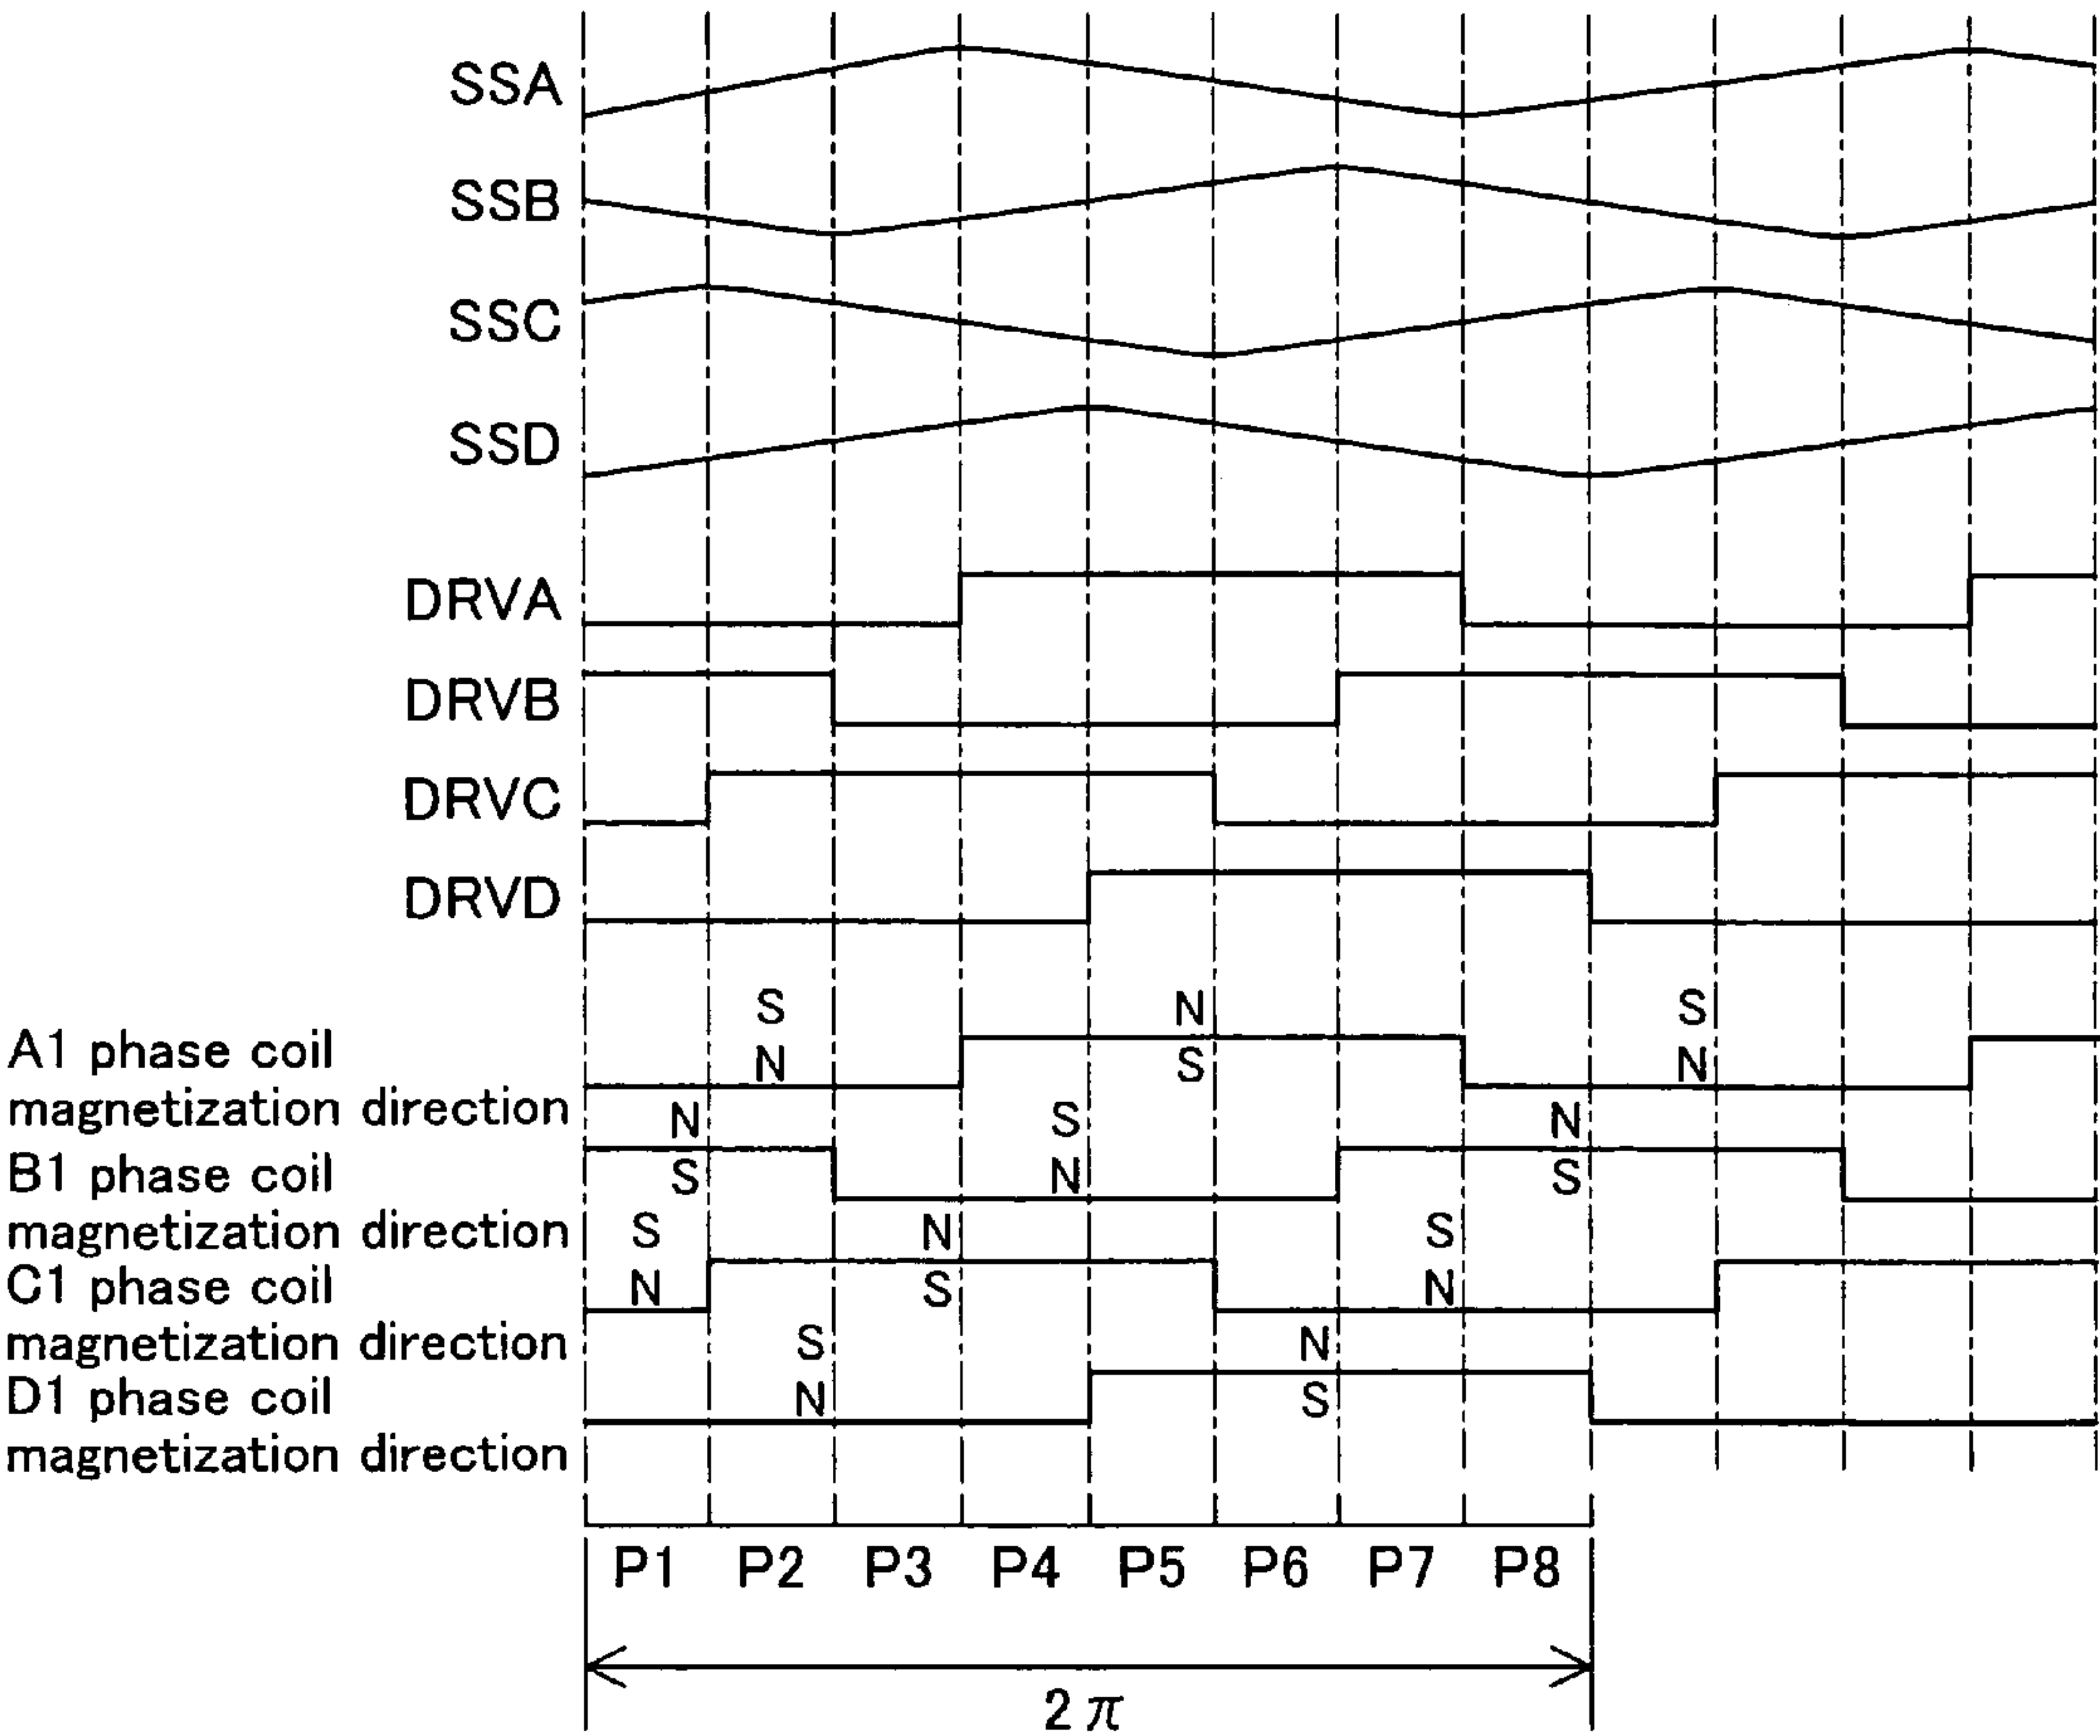 SSA
SSB
SSC
SSD
DRVA
DRVB
DRVC
DRVD
S N S
A1 phase coil N S N
magnetization direction N S N
B1 phase coil S N S
magnetization direction S N S
C1 phase coil N S N
magnetization direction S N
D1 phase coil N S
magnetization direction
P1 P2 P3 P4 P5 P6 P7 P8
2π